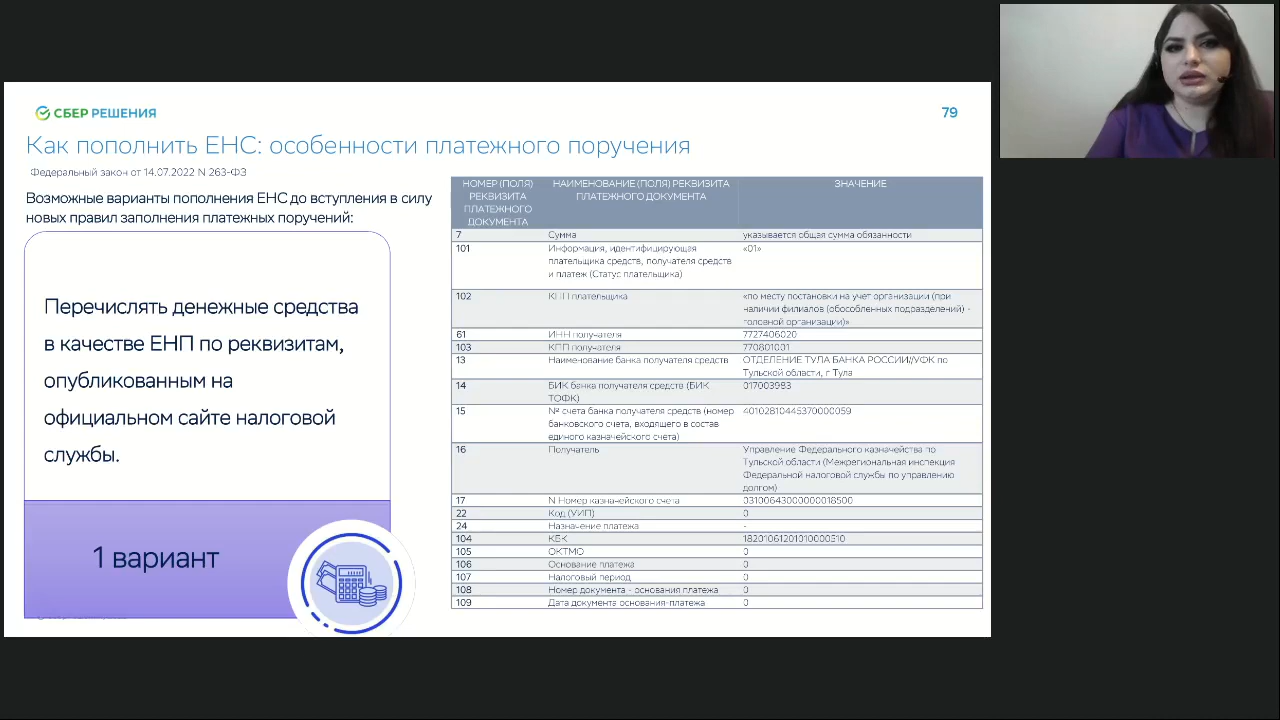 СБЕР РЕШЕНИЯ
79
Как пополнить ЕНС: особенности платежного поручения
Федеральный закон от 14.07.2022 N 263-ФЗ
Возможные варианты пополнения ЕНС до вступления в силу
новых правил заполнения платежных поручений:
Перечислять денежные средства
в качестве ЕНП по реквизитам,
опубликованным на
официальном сайте налоговой
службы.
1 вариант
НОМЕР (ПОЛЯ) РЕКВИЗИТА ПЛАТЕЖНОГО ДОКУМЕНТА НАИМЕНОВАНИЕ (ПОЛЯ) РЕКВИЗИТА ПЛАТЕЖНОГО ДОКУМЕНТА ЗНАЧЕНИЕ
7 Сумма указывается общая сумма обязанности
101 Информация, идентифицирующая «01»
плательщика средств, получателя средств
и платеж (Статус плательщика)
102 КПП плательщика «по месту постановки на учет организации (при
наличии филиалов (обособленных подразделений) -
головной организации)»
61 ИНН получателя 7727406020
103 КПП получателя 770801001
13 Наименование банка получателя средств ОТДЕЛЕНИЕ ТУЛА БАНКА РОССИИ//УФК по
Тульской области, г Тула
14 БИК банка получателя средств (БИК 017003983
ТОФК)
15 № счета банка получателя средств (номер 40102810445370000059
банковского счета, входящего в состав
единого казначейского счета)
16 Получатель Управление Федерального казначейства по
Тульской области (Межрегиональная инспекция
Федеральной налоговой службы по управлению
долгом)
17 N Номер казначейского счета 03100643000000018500
22 Код (УИП) 0
24 Назначение платежа -
104 КБК 18201061201010000510
105 ОКТМО 0
106 Основание платежа 0
107 Налоговый период 0
108 Номер документа - основания платежа 0
109 Дата документа основания-платежа 0